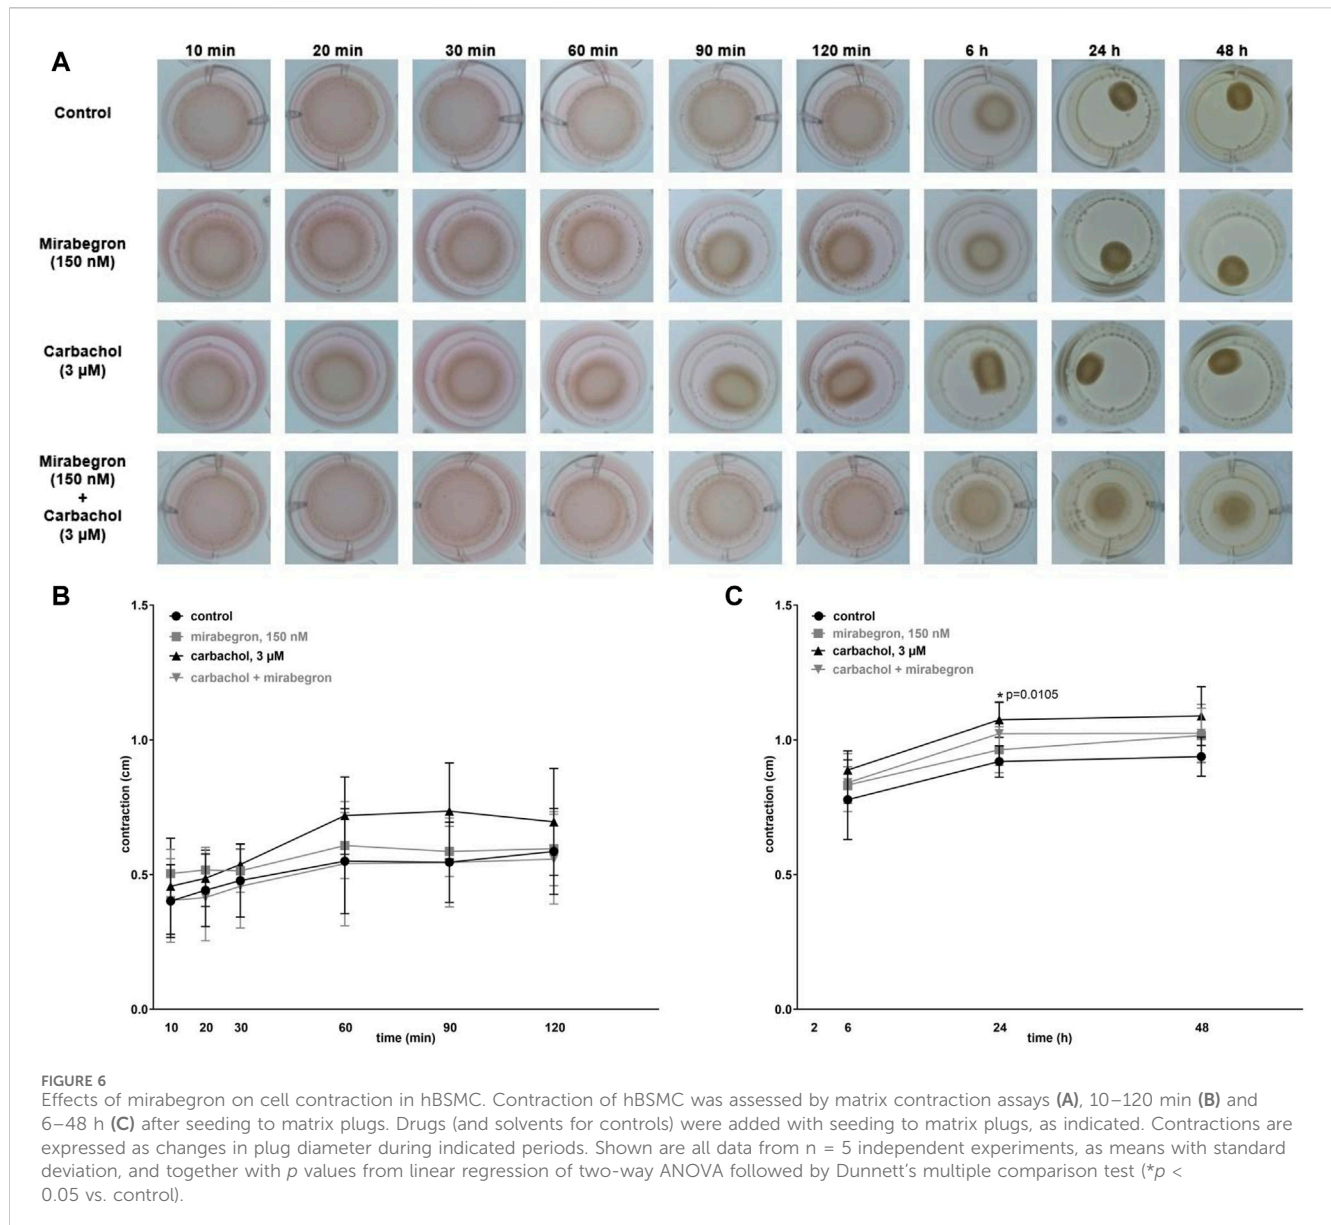 A
10 min 20 min 30 min 60 min 90 min 120 min 6 h 24 h 48 h
Control
Mirabegron
(150 nM)
Carbachol
(3 µM)
Mirabegron
(150 nM)
+
Carbachol
(3 µM)
B
1.5
1.0
0.5
0.0
contraction (cm)
control
mirabegron, 150 nM
carbachol, 3 µM
carbachol + mirabegron
10 20 30 60 90 120
time (min)
C
1.5
1.0
0.5
0.0
contraction (cm)
control
mirabegron, 150 nM
carbachol, 3 µM
carbachol + mirabegron
* p=0.0105
2 6 24 48
time (h)
FIGURE 6
Effects of mirabegron on cell contraction in hBSMC. Contraction of hBSMC was assessed by matrix contraction assays (A), 10–120 min (B) and
6–48 h (C) after seeding to matrix plugs. Drugs (and solvents for controls) were added with seeding to matrix plugs, as indicated. Contractions are
expressed as changes in plug diameter during indicated periods. Shown are all data from n = 5 independent experiments, as means with standard
deviation, and together with p values from linear regression of two-way ANOVA followed by Dunnett’s multiple comparison test (*p <
0.05 vs. control).